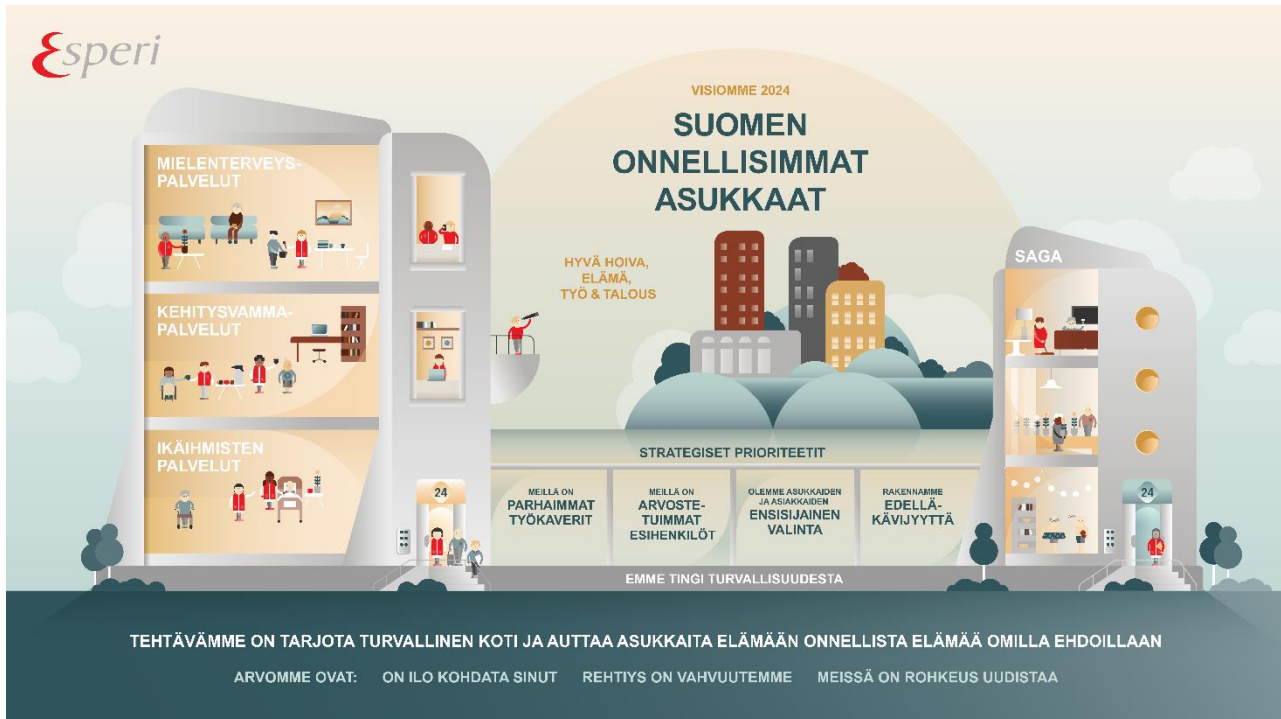 Esperi
VISIOMME 2024
SUOMEN
ONNELLISIMMAT
ASUKKAAT
HYVÄ HOIVA,
ELÄMÄ,
TYÖ & TALOUS
MIELENTERVEYS-
PALVELUT
KEHITYSVAMMA-
PALVELUT
IKÄIHMISTEN
PALVELUT
24
SAGA
24
STRATEGISET PRIORITEETIT
MEILLÄ ON
PARHAIMMAT
TYÖKAVERIT
MEILLÄ ON
ARVOSTE-
TUIMMAT
ESIHENKILÖT
OLEMME ASUKKAIDEN
JA ASIAKKAIDEN
ENSISIJAINEN
VALINTA
RAKENNAMME
EDELLÄ-
KÄVIJYYTTÄ
EMME TINGI TURVALLISUUDESTA
TEHTÄVÄMME ON TARJOTA TURVALLINEN KOTI JA AUTTAA ASUKKAITA ELÄMÄÄN ONNELLISTA ELÄMÄÄ OMILLA EHDOILLAAN
ARVOMME OVAT: ON ILO KOHDATA SINUT REHTIYS ON VAHVUUTEMME MEISSÄ ON ROHKEUS UUDISTAA